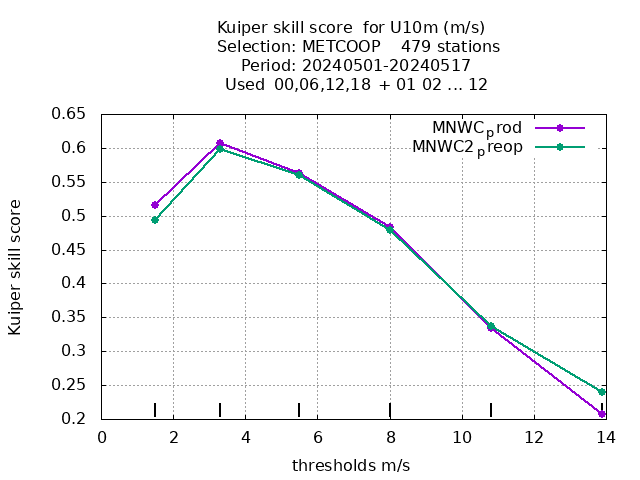 Kuiper skill score  for U10m (m/s)
Selection: METCOOP    479 stations
Period: 20240501-20240517
Used  00,06,12,18 + 01 02 ... 12
MNWC_prod
MNWC2_preop
Kuiper skill score
0.65
0.6
0.55
0.5
0.45
0.4
0.35
0.3
0.25
0.2
0 2 4 6 8 10 12 14
thresholds m/s